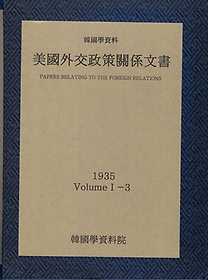 韓國學資料
美國外交政策關係文書
PAPERS RELATING TO THE FOREIGN RELATIONS
1935
Volume Ⅰ-3
韓國學資料院